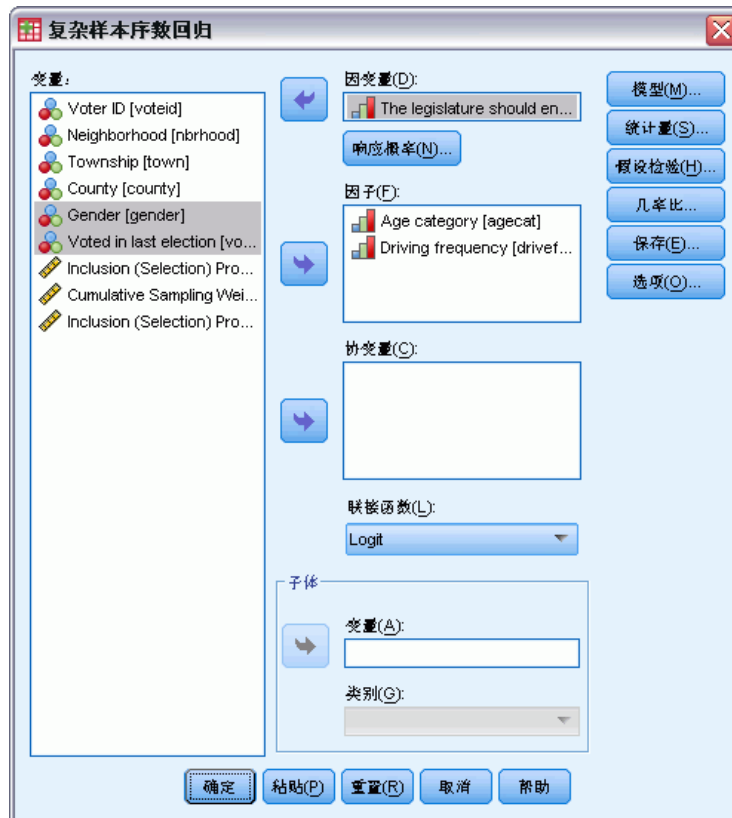 复杂样本序数回归
变量:
Voter ID [voteid]
Neighborhood [nbrhood]
Township [town]
County [county]
Gender [gender]
Voted in last election [vo...
Inclusion (Selection) Pro...
Cumulative Sampling Wei...
Inclusion (Selection) Pro...
因变量(D):
The legislature should en...
响应概率(N)...
因子(F):
Age category [agecat]
Driving frequency [drivef...
协变量(C):
联接函数(L):
Logit
子体
变量(A):
类别(G):
模型(M)...
统计量(S)...
假设检验(H)...
几率比...
保存(E)...
选项(O)...
确定
粘贴(P)
重置(R)
取消
帮助